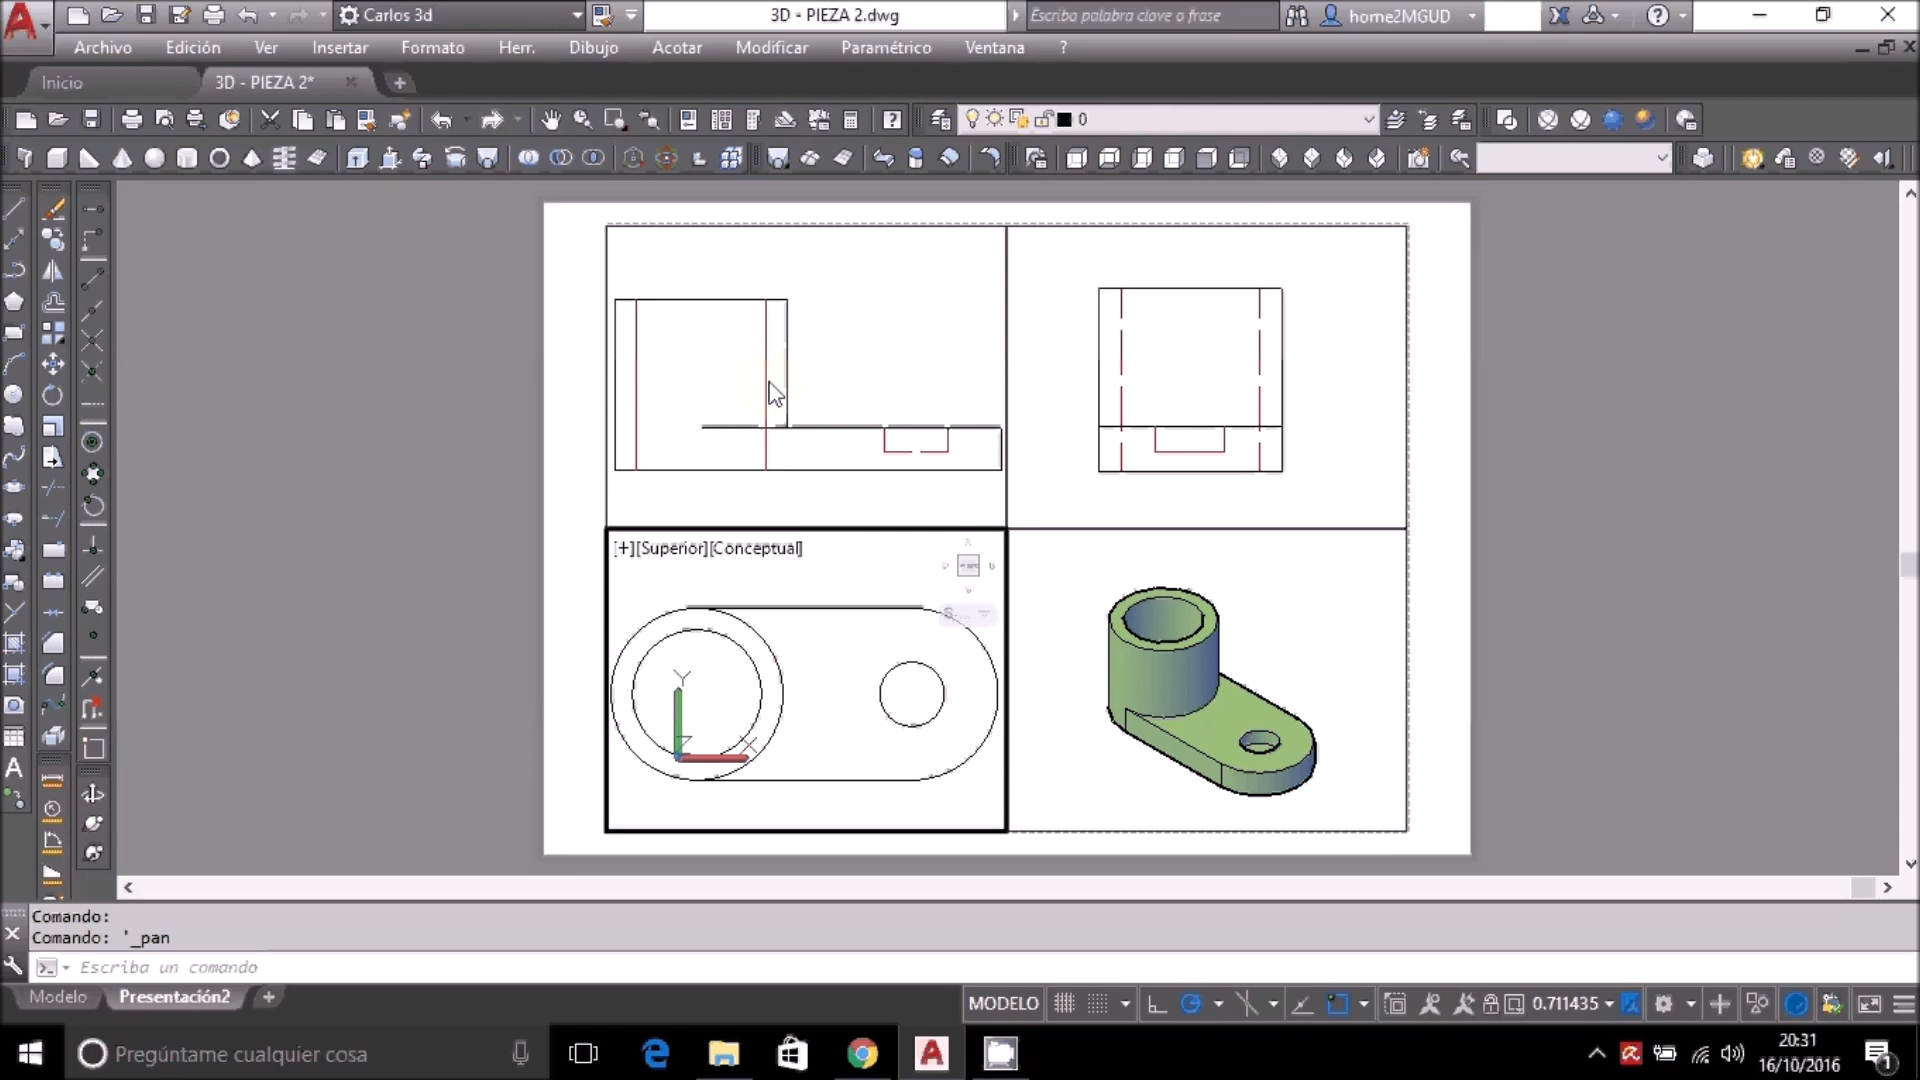 Carlos 3d
3D - PIEZA 2.dwg
Escriba palabra clave o frase
home2MGUD
?
Archivo Edición Ver Insertar Formato Herr. Dibujo Acotar Modificar Paramétrico Ventana ?
Inicio
3D - PIEZA 2*
0
[+][Superior][Conceptual]
Y
Z
X
A
Comando:
Comando: '_pan
Escriba un comando
Modelo
Presentación2
MODELO
0.711435
Pregúntame cualquier cosa
20:31
16/10/2016
1